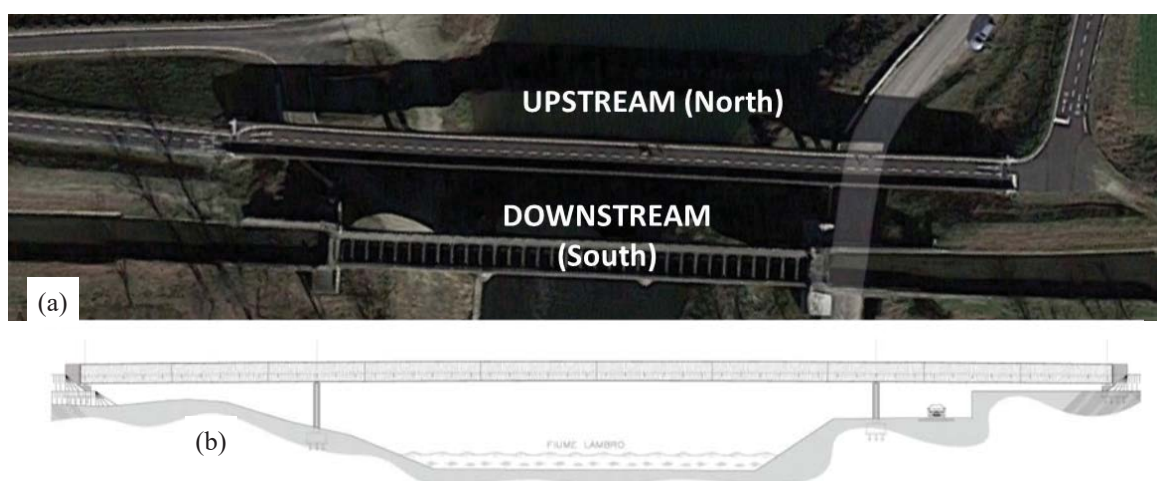 UPSTREAM (North)
DOWNSTREAM
(South)
(a)
FIUME LAMBRO
(b)